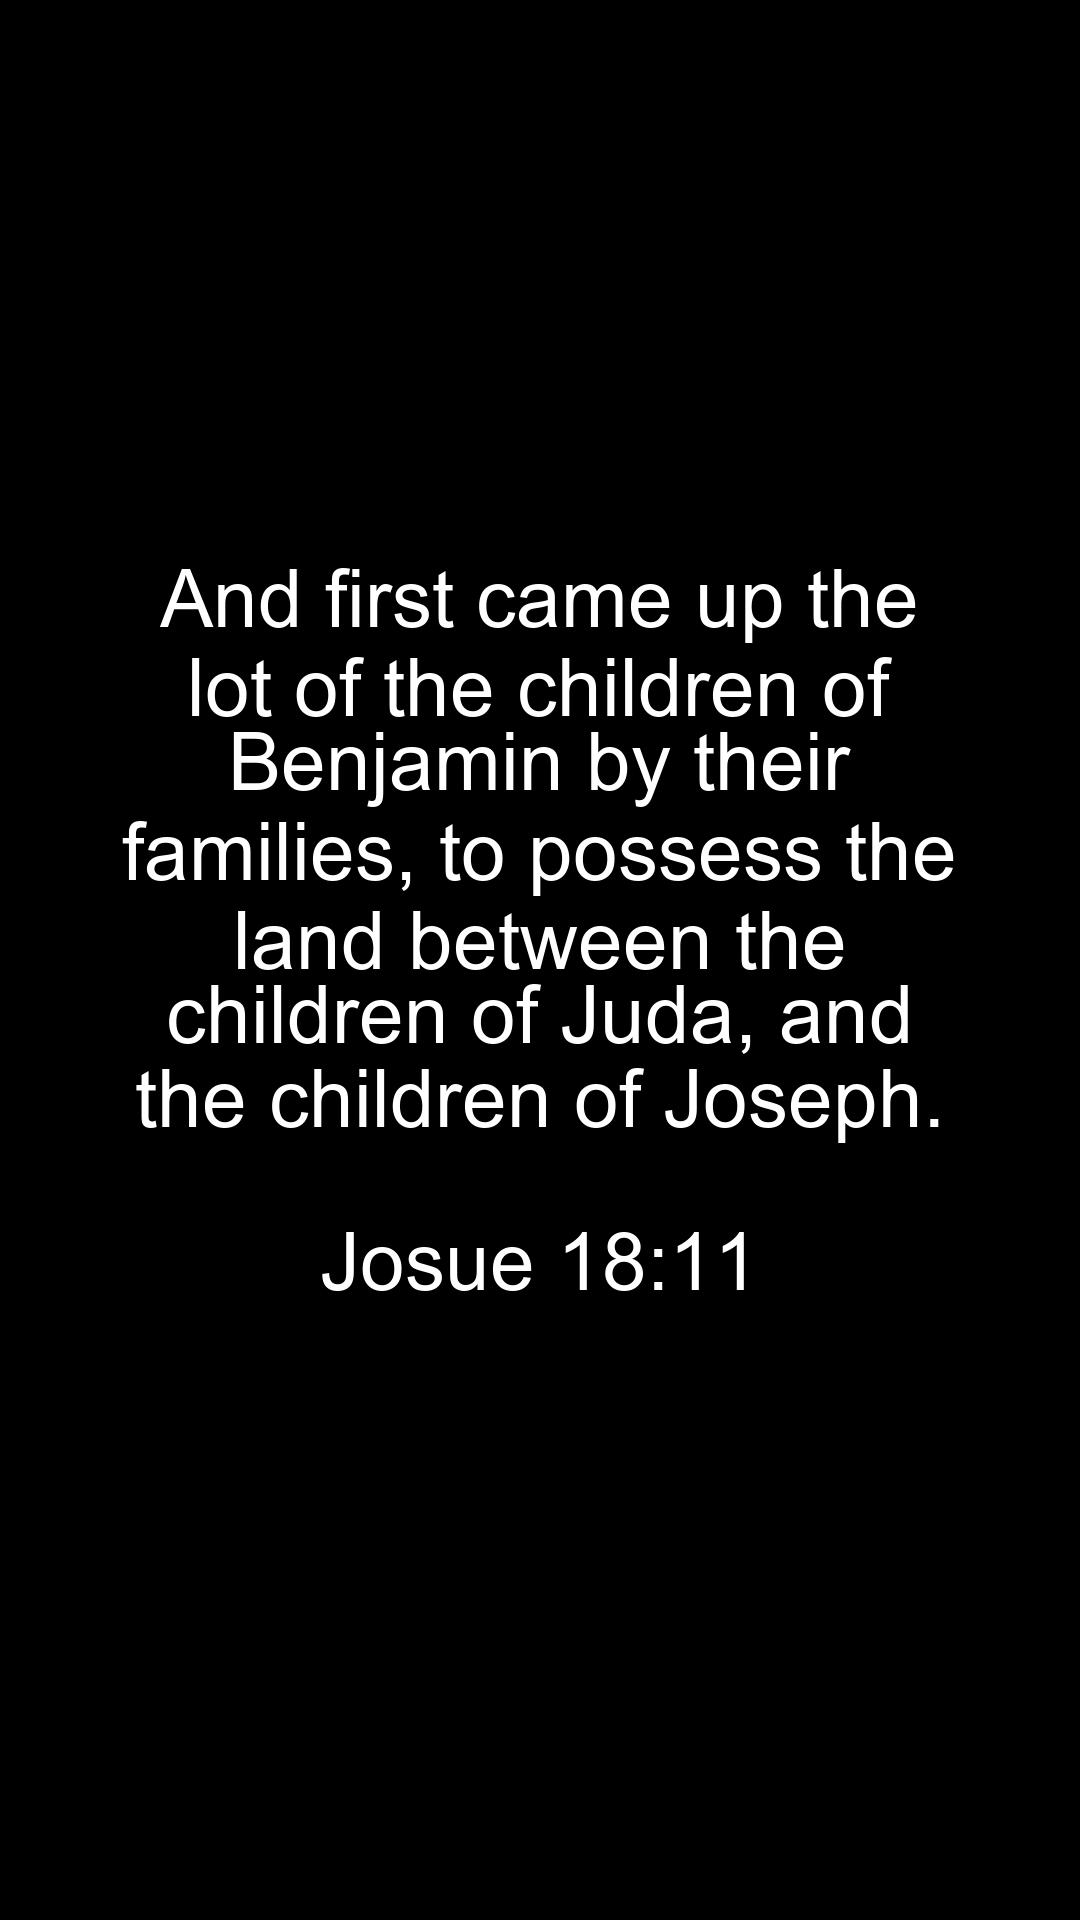 And first came up the
lot of the children of
Benjamin by their
families, to possess the
land between the
children of Juda, and
the children of Joseph.
Josue 18:11